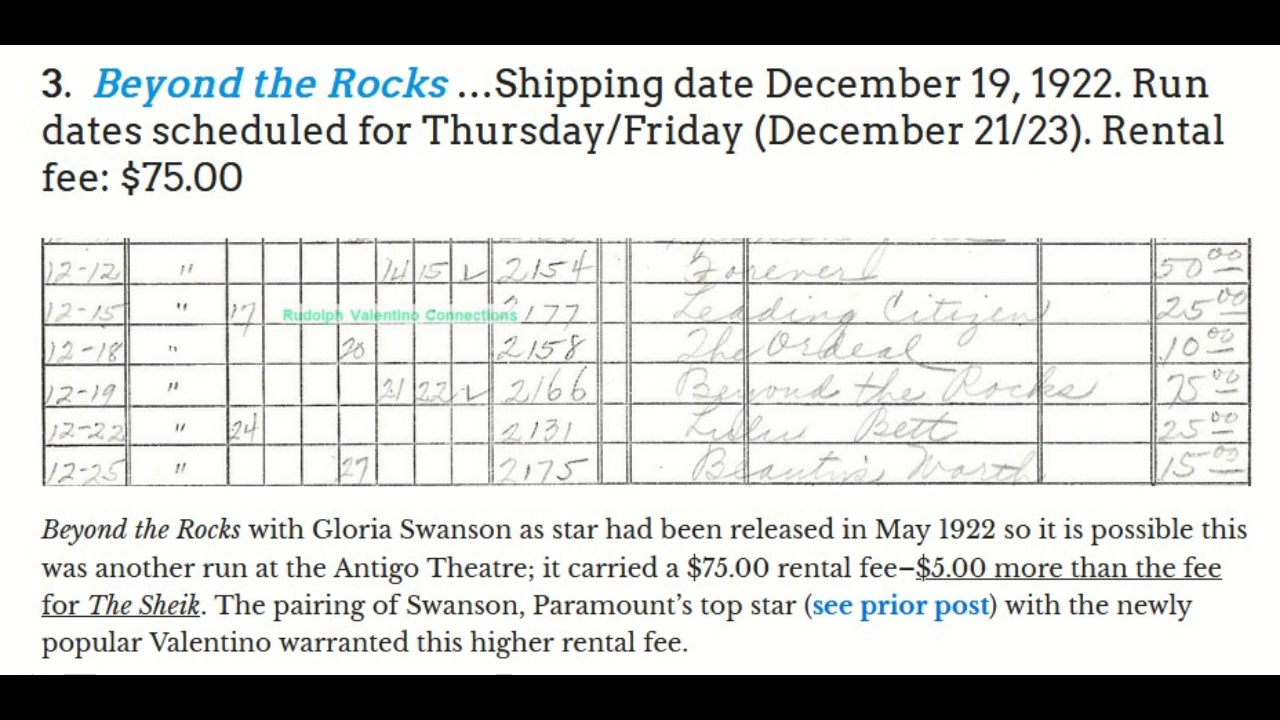 3. Beyond the Rocks ...Shipping date December 19, 1922. Run
dates scheduled for Thursday/Friday (December 21/23). Rental
fee: $75.00
12-12 " 14 15 ✓ 2154 Forever 50 00
12-15 " 17 Rudolph Valentino Connections 2177 Leading Citizen 25 00
12-18 " 20 2158 The Ordeal 10 00
12-19 " 21 22 ✓ 2166 Beyond the Rocks 75 00
12-22 " 24 2131 Bett 25 00
12-25 " 27 2175 Beauty's Worth 15 00
Beyond the Rocks with Gloria Swanson as star had been released in May 1922 so it is possible this
was another run at the Antigo Theatre; it carried a $75.00 rental fee–$5.00 more than the fee
for The Sheik. The pairing of Swanson, Paramount's top star (see prior post) with the newly
popular Valentino warranted this higher rental fee.